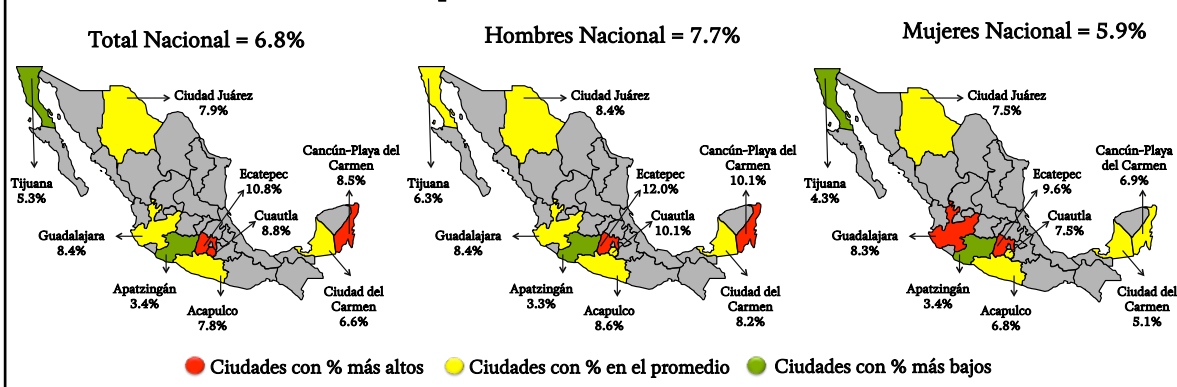 Total Nacional = 6.8%
Ciudad Juárez
7.9%
Cancún-Playa del
Carmen
8.5%
Ecatepec
10.8%
Tijuana
5.3%
Cuautla
8.8%
Guadalajara
8.4%
Apatzingán
3.4%
Acapulco
7.8%
Ciudad del
Carmen
6.6%
Hombres Nacional = 7.7%
Ciudad Juárez
8.4%
Cancún-Playa del
Carmen
10.1%
Ecatepec
12.0%
Tijuana
6.3%
Cuautla
10.1%
Guadalajara
8.4%
Apatzingán
3.3%
Acapulco
8.6%
Ciudad del
Carmen
8.2%
Mujeres Nacional = 5.9%
Ciudad Juárez
7.5%
Cancún-Playa
del Carmen
6.9%
Ecatepec
9.6%
Tijuana
4.3%
Cuautla
7.5%
Guadalajara
8.3%
Apatzingán
3.4%
Acapulco
6.8%
Ciudad del
Carmen
5.1%
Ciudades con % más altos
Ciudades con % en el promedio
Ciudades con % más bajos